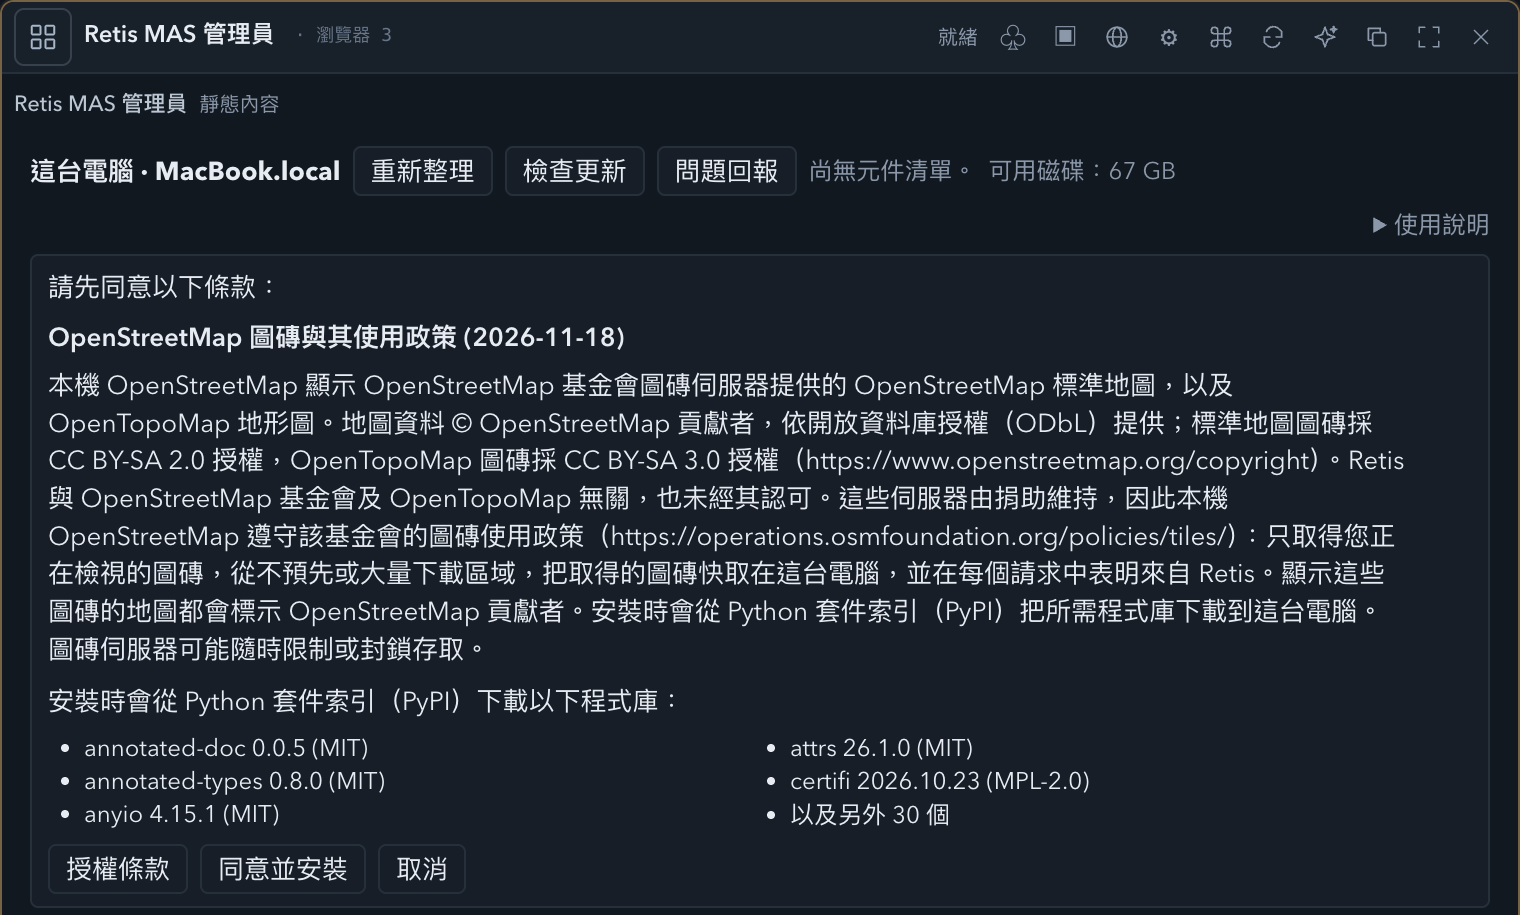 Retis MAS 管理員 · 瀏覽器 3 就緒
Retis MAS 管理員 靜態內容
這台電腦 · MacBook.local 重新整理 檢查更新 問題回報 尚無元件清單。 可用磁碟：67 GB
▶ 使用說明
請先同意以下條款：
OpenStreetMap 圖磚與其使用政策 (2026-11-18)
本機 OpenStreetMap 顯示 OpenStreetMap 基金會圖磚伺服器提供的 OpenStreetMap 標準地圖，以及
OpenTopoMap 地形圖。地圖資料 © OpenStreetMap 貢獻者，依開放資料庫授權（ODbL）提供；標準地圖圖磚採
CC BY-SA 2.0 授權，OpenTopoMap 圖磚採 CC BY-SA 3.0 授權（https://www.openstreetmap.org/copyright）。Retis
與 OpenStreetMap 基金會及 OpenTopoMap 無關，也未經其認可。這些伺服器由捐助維持，因此本機
OpenStreetMap 遵守該基金會的圖磚使用政策（https://operations.osmfoundation.org/policies/tiles/）：只取得您正
在檢視的圖磚，從不預先或大量下載區域，把取得的圖磚快取在這台電腦，並在每個請求中表明來自 Retis。顯示這些
圖磚的地圖都會標示 OpenStreetMap 貢獻者。安裝時會從 Python 套件索引（PyPI）把所需程式庫下載到這台電腦。
圖磚伺服器可能隨時限制或封鎖存取。
安裝時會從 Python 套件索引（PyPI）下載以下程式庫：
• annotated-doc 0.0.5 (MIT)
• annotated-types 0.8.0 (MIT)
• anyio 4.15.1 (MIT)
• attrs 26.1.0 (MIT)
• certifi 2026.10.23 (MPL-2.0)
• 以及另外 30 個
授權條款 同意並安裝 取消